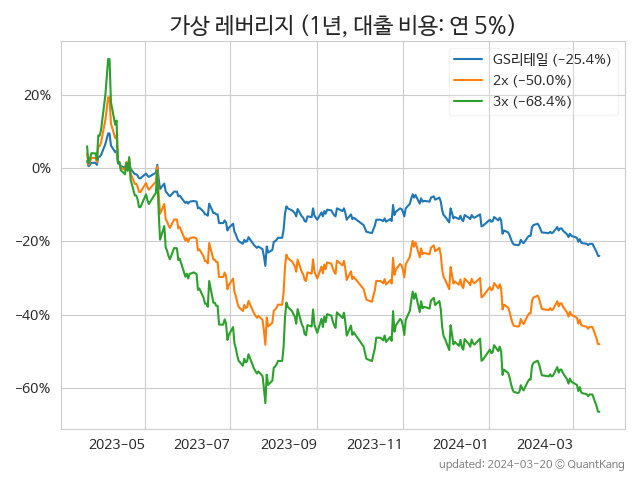 가상 레버리지 (1년, 대출 비용: 연 5%)
GS리테일 (−25.4%)
2x (−50.0%)
3x (−68.4%)
20%
0%
−20%
−40%
−60%
2023-05
2023-07
2023-09
2023-11
2024-01
2024-03
updated: 2024-03-20 © QuantKang